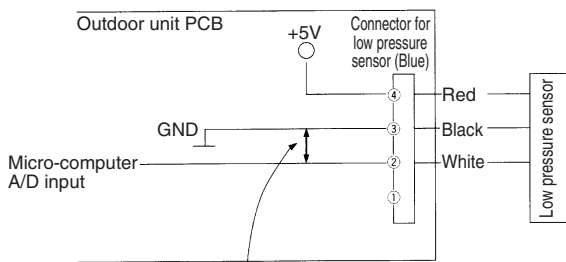 Outdoor unit PCB
+5V
Connector for
low pressure
sensor (Blue)
④
Red
GND
③
Black
Micro-computer
A/D input
②
White
①
Low pressure sensor